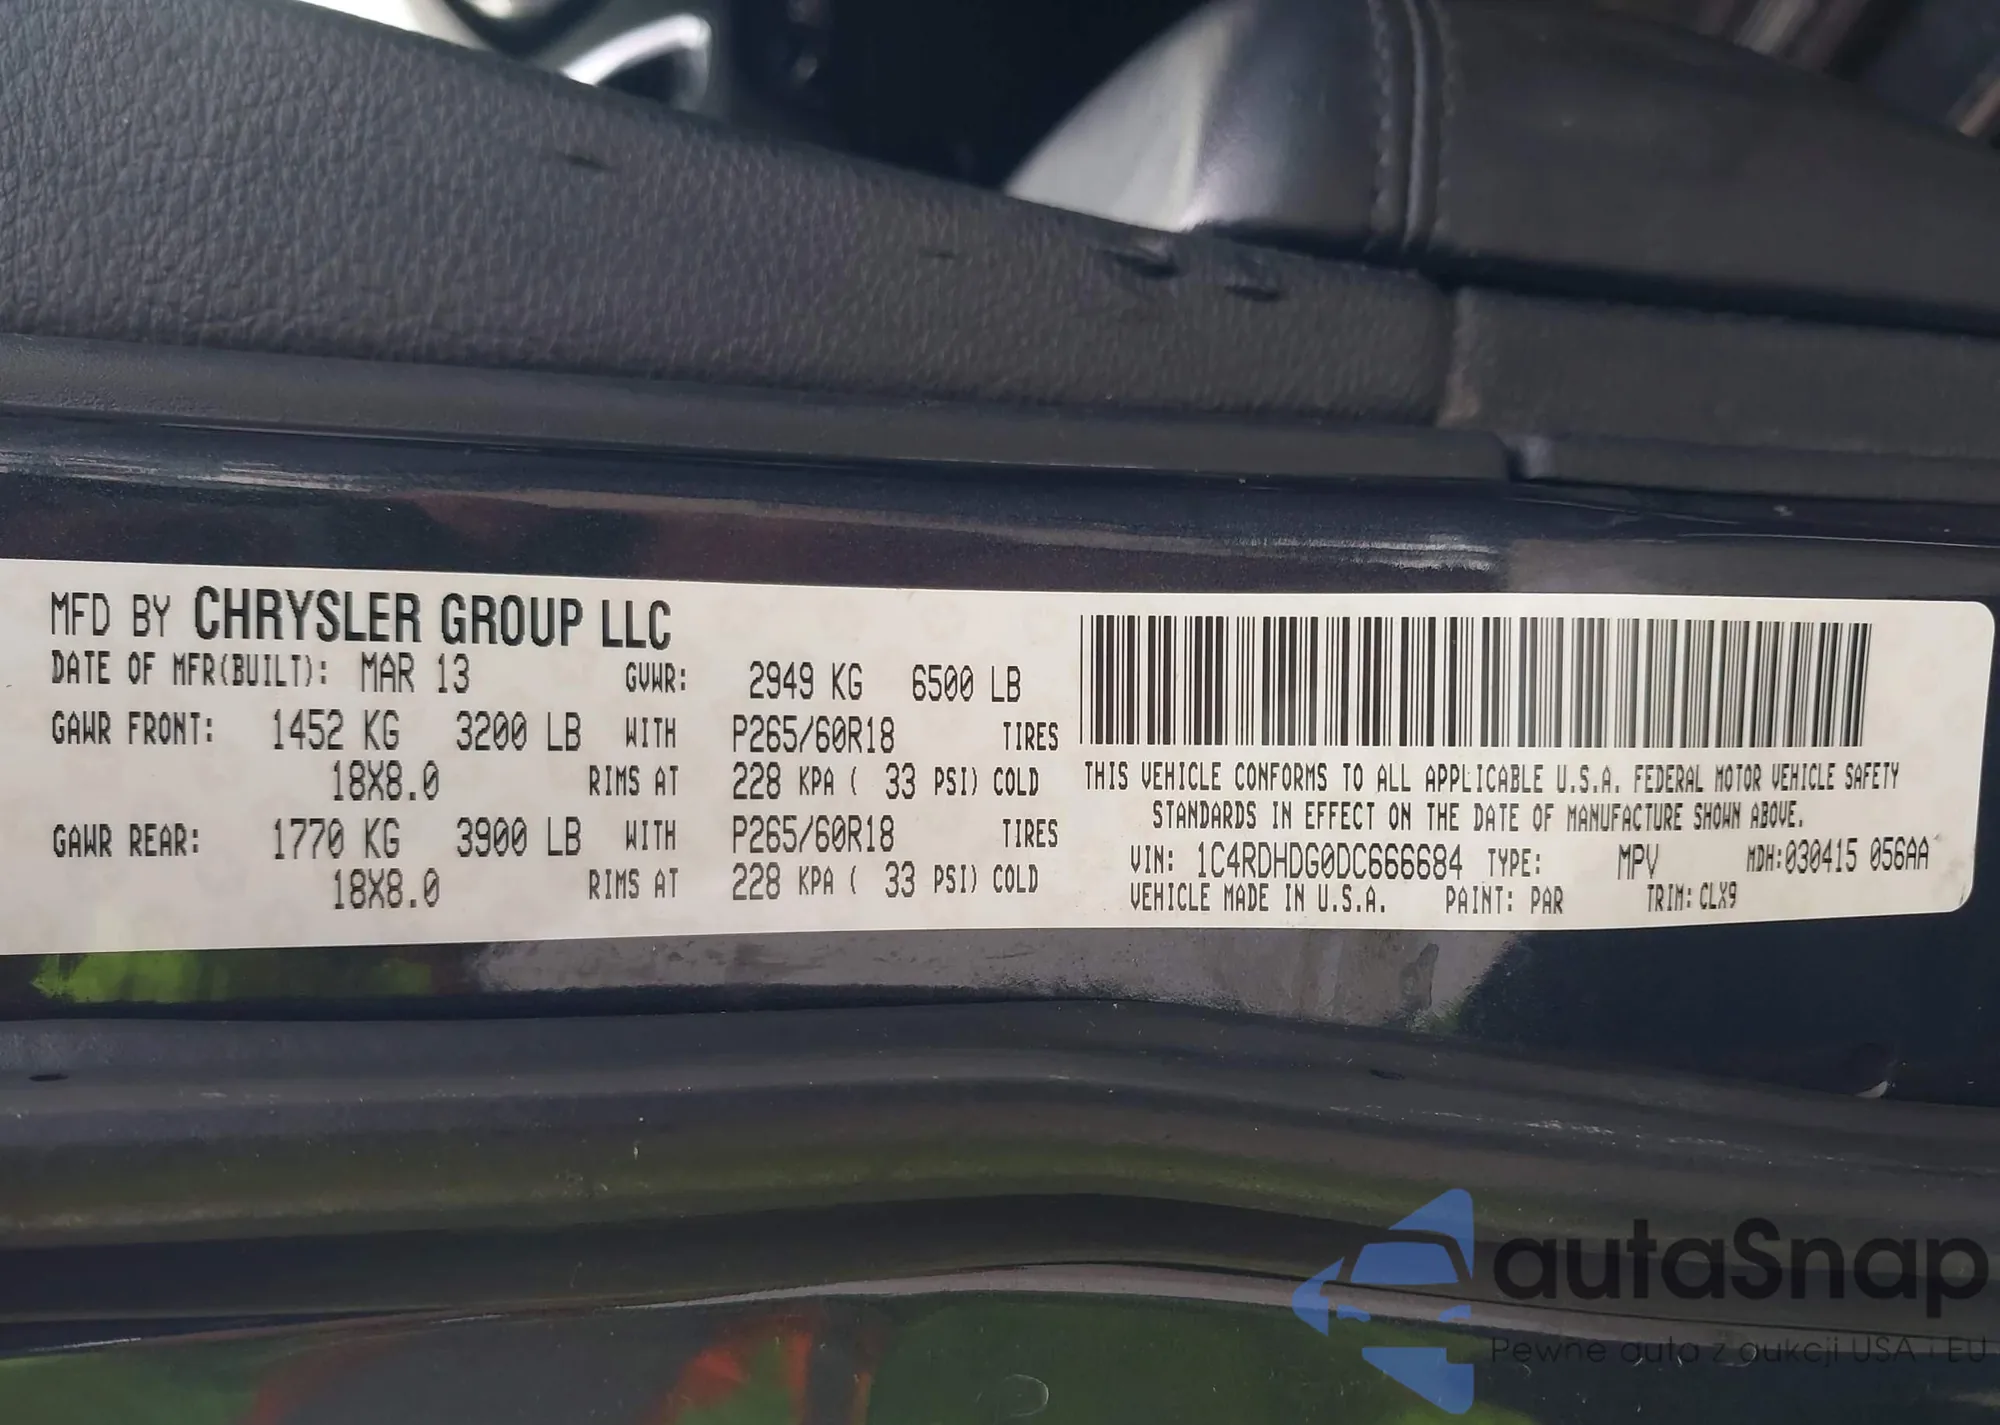 MFD BY CHRYSLER GROUP LLC
DATE OF MFR(BUILT): MAR 13 GVWR: 2949 KG 6500 LB
GAWR FRONT: 1452 KG 3200 LB WITH P265/60R18 TIRES
18X8.0 RIMS AT 228 KPA ( 33 PSI) COLD
GAWR REAR: 1770 KG 3900 LB WITH P265/60R18 TIRES
18X8.0 RIMS AT 228 KPA ( 33 PSI) COLD
THIS VEHICLE CONFORMS TO ALL APPLICABLE U.S.A. FEDERAL MOTOR VEHICLE SAFETY
STANDARDS IN EFFECT ON THE DATE OF MANUFACTURE SHOWN ABOVE.
VIN: 1C4RDHDG0DC666684 TYPE: MPV MDH:030415 056AA
VEHICLE MADE IN U.S.A. PAINT: PAR TRIM: CLX9
autaSnap
Pewne auta z aukcji USA i EU